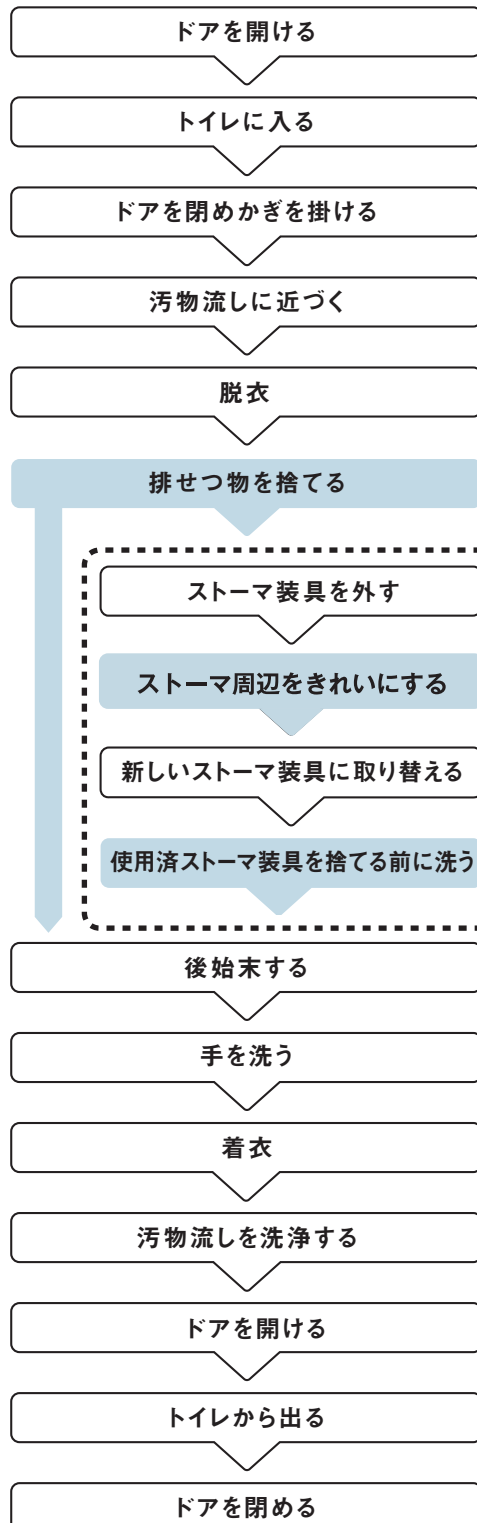 ドアを開ける
トイレに入る
ドアを閉めかぎを掛ける
汚物流しに近づく
脱衣
排せつ物を捨てる
ストーマ装具を外す
ストーマ周辺をきれいにする
新しいストーマ装具に取り替える
使用済ストーマ装具を捨てる前に洗う
後始末する
手を洗う
着衣
汚物流しを洗浄する
ドアを開ける
トイレから出る
ドアを閉める